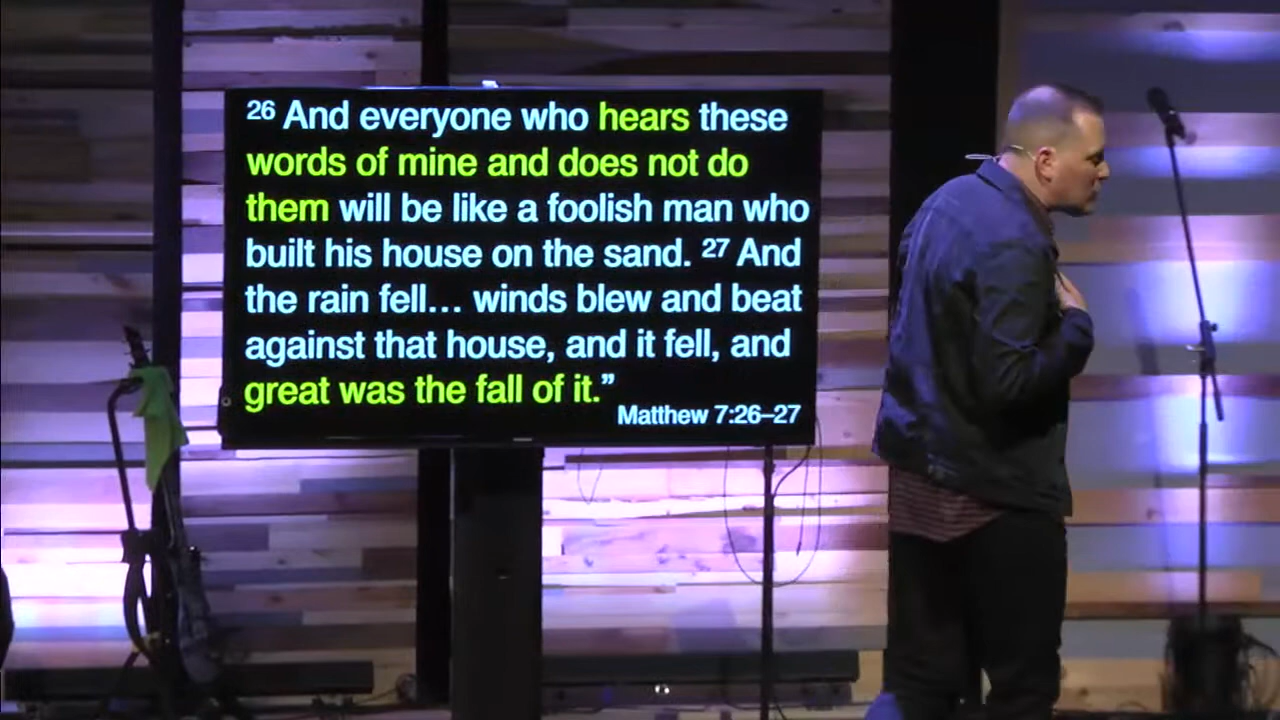 26 And everyone who hears these
words of mine and does not do
them will be like a foolish man who
built his house on the sand. 27 And
the rain fell… winds blew and beat
against that house, and it fell, and
great was the fall of it.”
Matthew 7:26–27